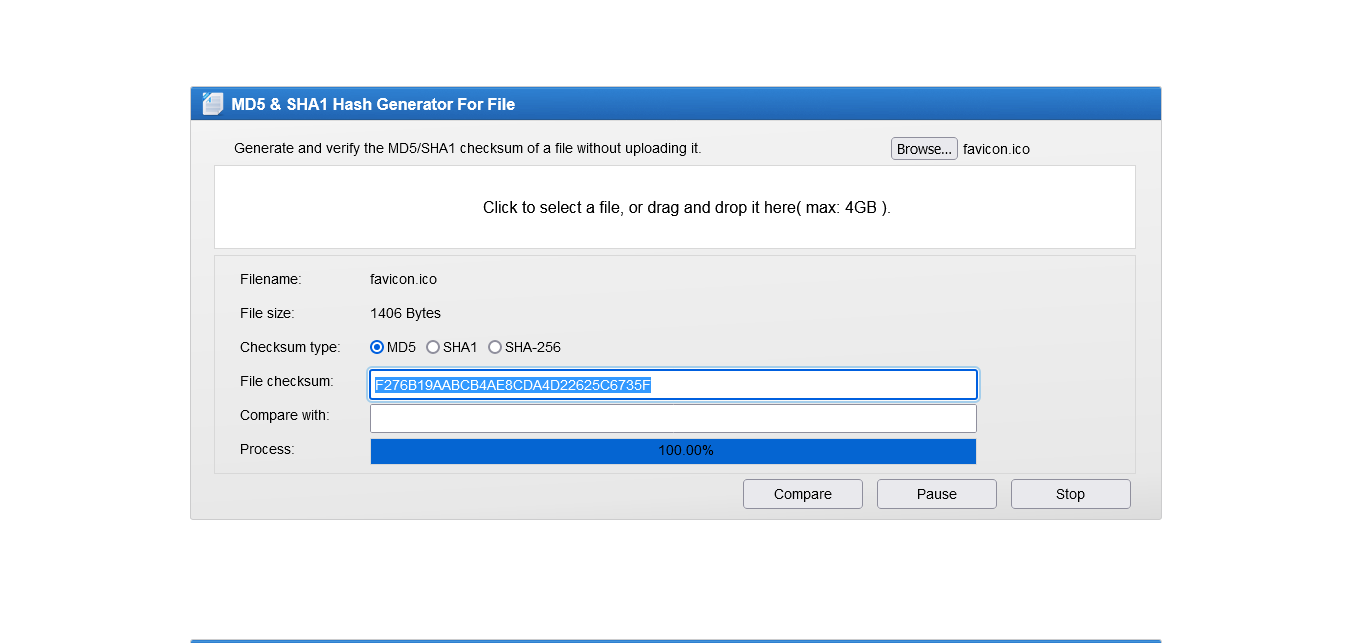 MD5 & SHA1 Hash Generator For File
Generate and verify the MD5/SHA1 checksum of a file without uploading it.
Browse... favicon.ico
Click to select a file, or drag and drop it here( max: 4GB ).
Filename: favicon.ico
File size: 1406 Bytes
Checksum type: MD5 SHA1 SHA-256
File checksum: F276B19AABCB4AE8CDA4D22625C6735F
Compare with:
Process: 100.00%
Compare Pause Stop